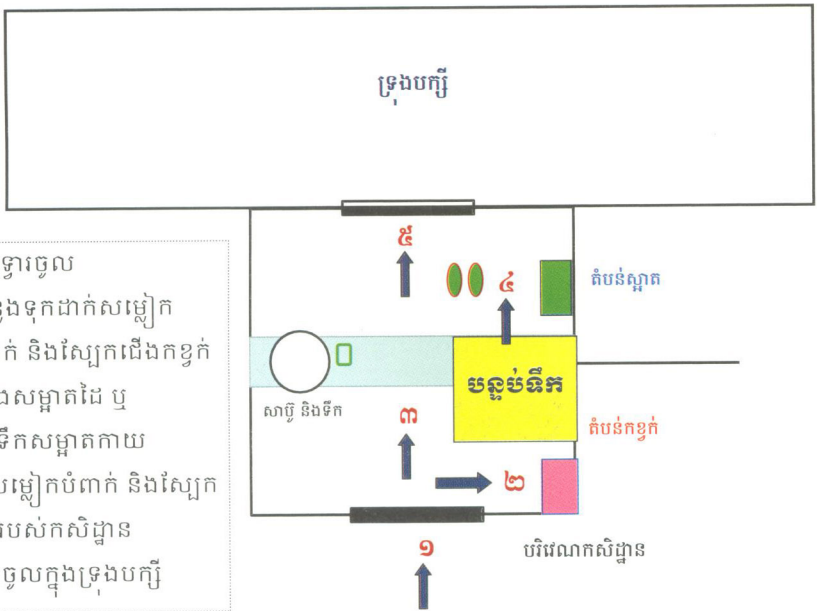 ទ្រុងបក្សី
៥
៤
តំបន់ស្អាត
ទ្វារចូល
ទុកដាក់សម្លៀក
និងស្បែកជើងកខ្វក់
សម្អាតដៃ ឬ
ទឹកសម្អាតកាយ
សម្លៀកបំពាក់ និងស្បែក
របស់កសិដ្ឋាន
ចូលក្នុងទ្រុងបក្សី
សាប៊ូ និងទឹក
បន្ទប់ទឹក
៣
តំបន់កខ្វក់
២
១
បរិវេណកសិដ្ឋាន